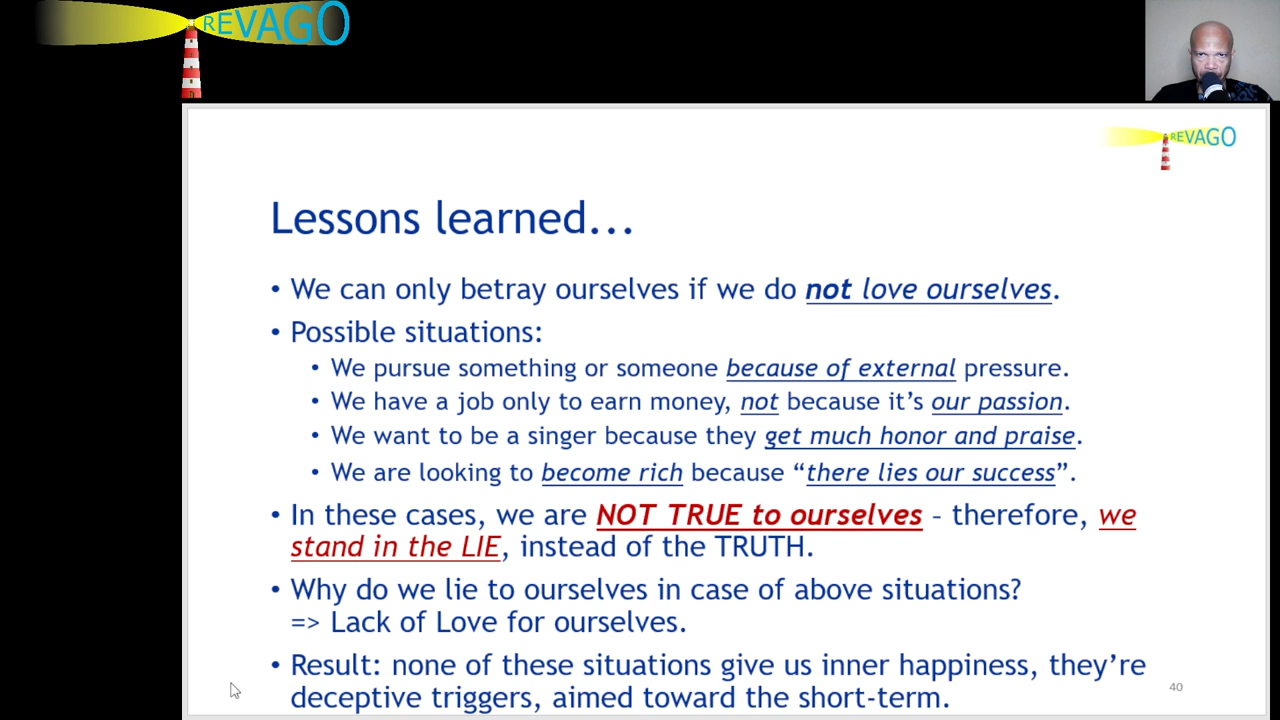 REVAGO
REVAGO
Lessons learned...
• We can only betray ourselves if we do not love ourselves.
• Possible situations:
• We pursue something or someone because of external pressure.
• We have a job only to earn money, not because it’s our passion.
• We want to be a singer because they get much honor and praise.
• We are looking to become rich because “there lies our success”.
• In these cases, we are NOT TRUE to ourselves – therefore, we
stand in the LIE, instead of the TRUTH.
• Why do we lie to ourselves in case of above situations?
=> Lack of Love for ourselves.
• Result: none of these situations give us inner happiness, they’re
deceptive triggers, aimed toward the short-term.
40